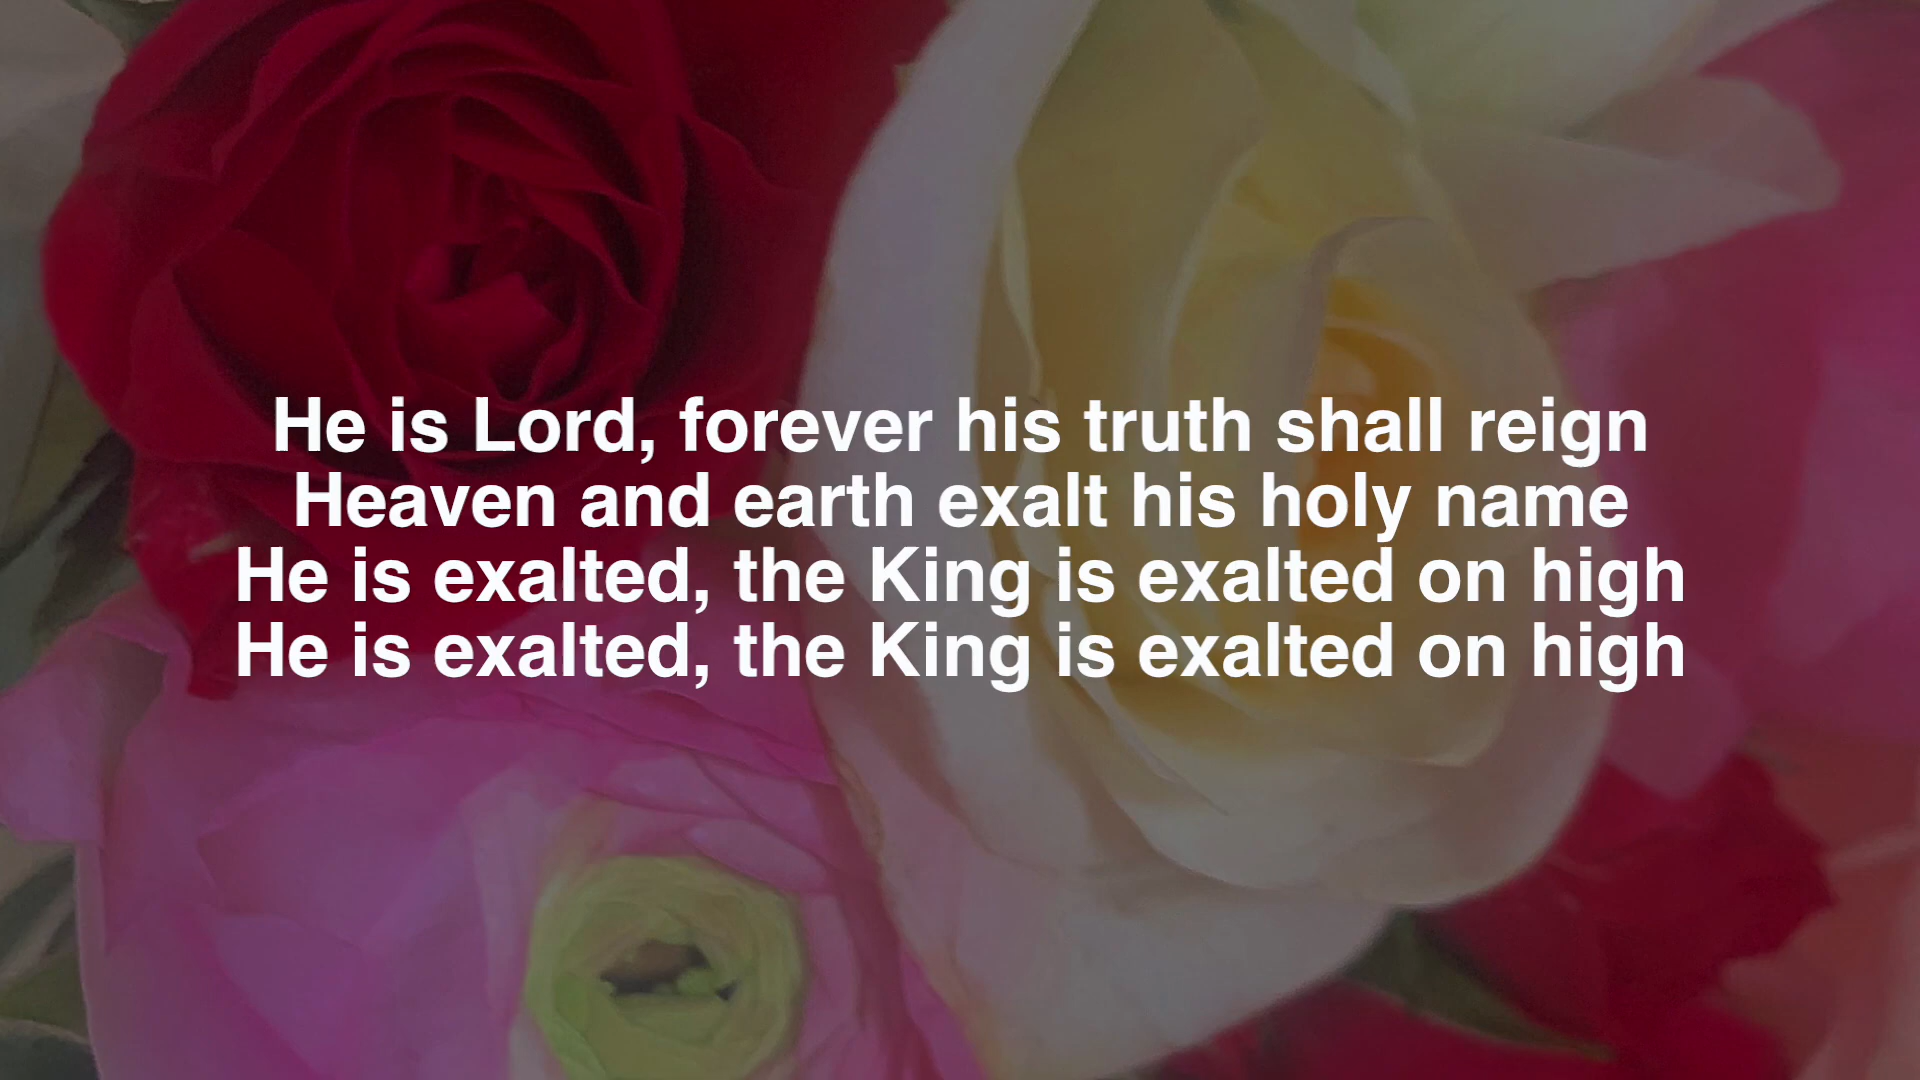 He is Lord, forever his truth shall reign
Heaven and earth exalt his holy name
He is exalted, the King is exalted on high
He is exalted, the King is exalted on high